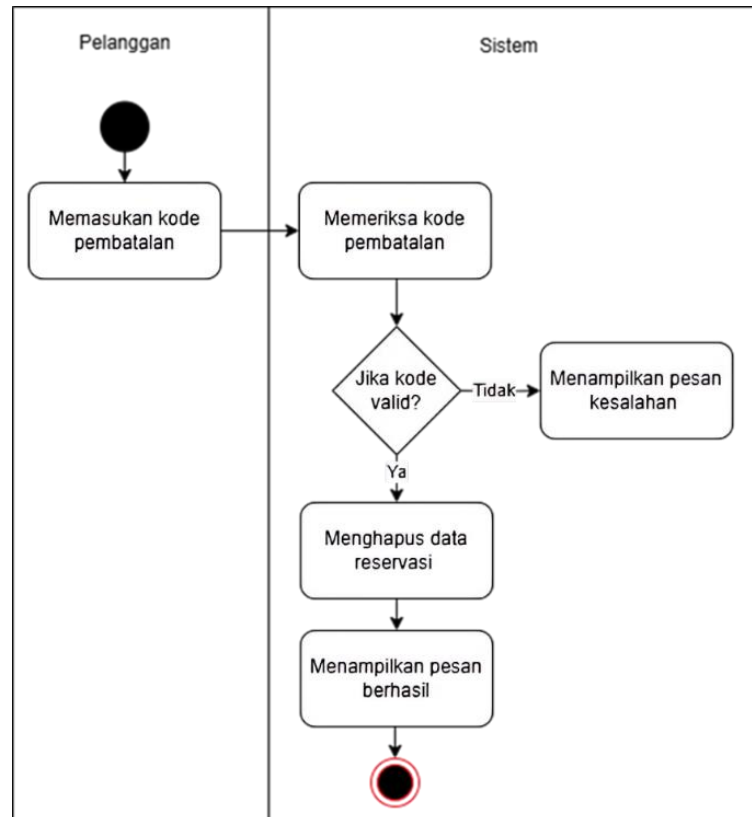 Pelanggan
Sistem
Memasukan kode
pembatalan
Memeriksa kode
pembatalan
Jika kode
valid?
Tidak
Menampilkan pesan
kesalahan
Ya
Menghapus data
reservasi
Menampilkan pesan
berhasil